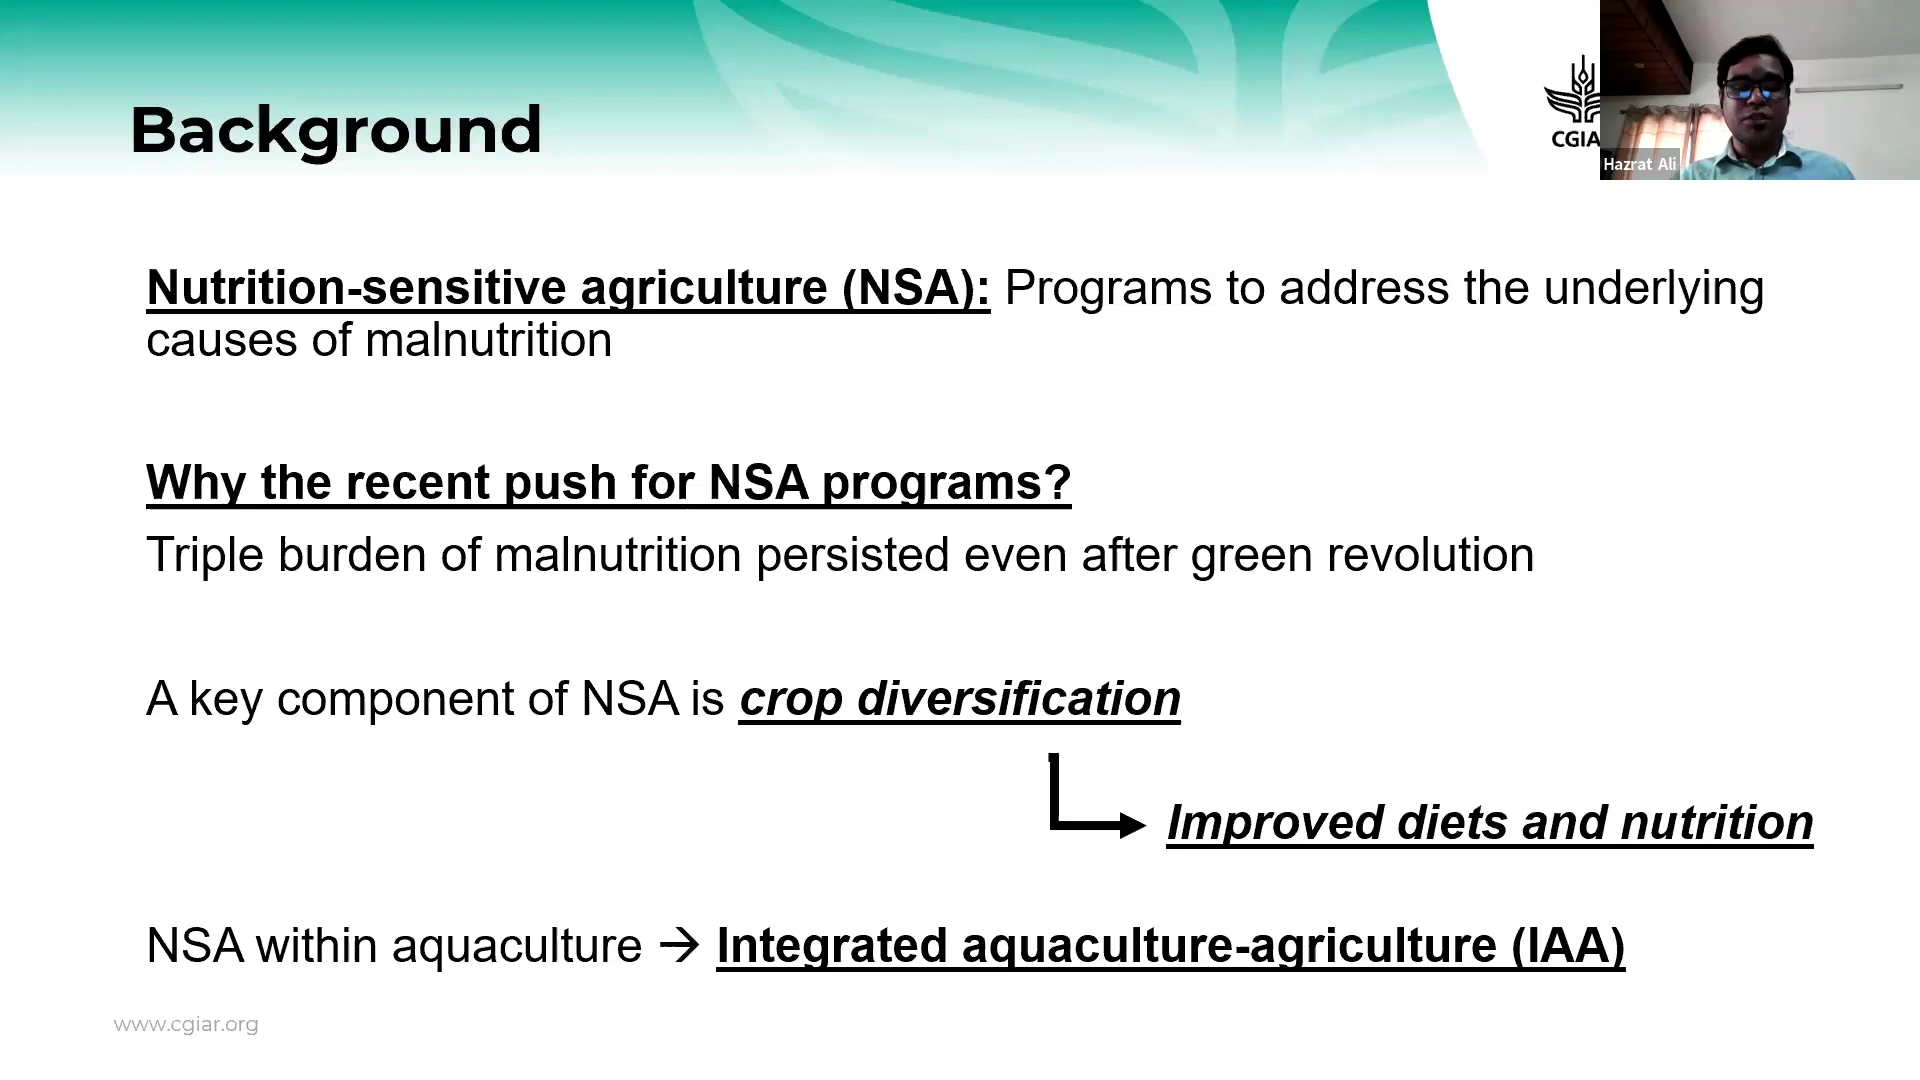 Background
CGIA
Hazrat Ali
Nutrition-sensitive agriculture (NSA): Programs to address the underlying
causes of malnutrition
Why the recent push for NSA programs?
Triple burden of malnutrition persisted even after green revolution
A key component of NSA is crop diversification
Improved diets and nutrition
NSA within aquaculture → Integrated aquaculture-agriculture (IAA)
www.cgiar.org